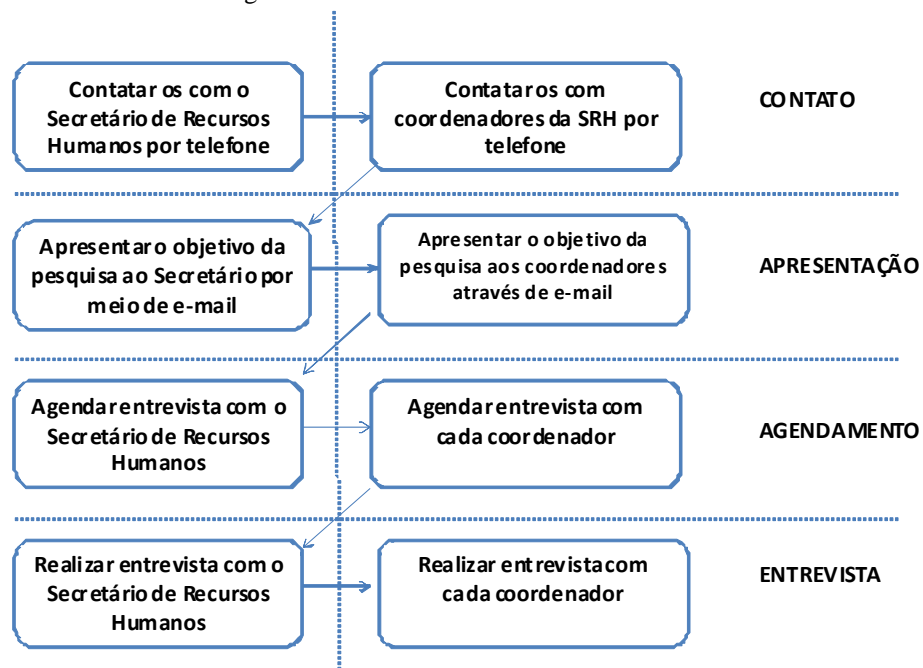 Contatar os com o
Secretário de Recursos
Humanos por telefone
Contatar os com
coordenadores da SRH por
telefone
CONTATO
Apresentar o objetivo da
pesquisa ao Secretário por
meio de e-mail
Apresentar o objetivo da
pesquisa aos coordenadores
através de e-mail
APRESENTAÇÃO
Agendar entrevista com o
Secretário de Recursos
Humanos
Agendar entrevista com
cada coordenador
AGENDAMENTO
Realizar entrevista com o
Secretário de Recursos
Humanos
Realizar entrevista com
cada coordenador
ENTREVISTA